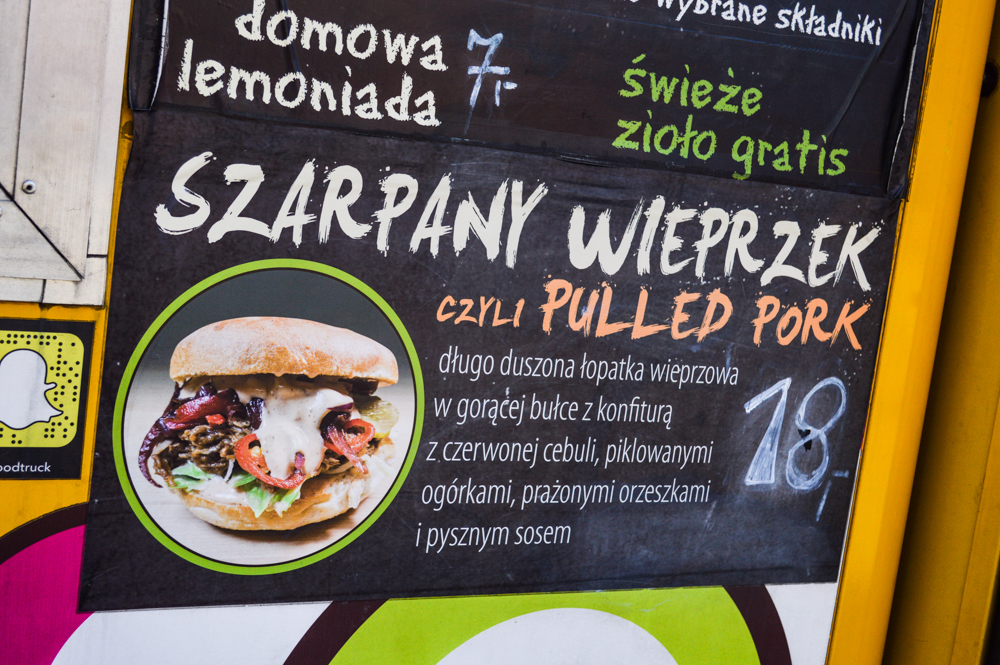 wybrane składniki
domowa
lemoniada
7,-
świeże
zioło gratis
SZARPANY WIEPRZEK
CZYLI PULLED PORK
długo duszona łopatka wieprzowa
w gorącej bułce z konfiturą
z czerwonej cebuli, piklowanymi
ogórkami, prażonymi orzeszkami
i pysznym sosem
18,-
oodtruck